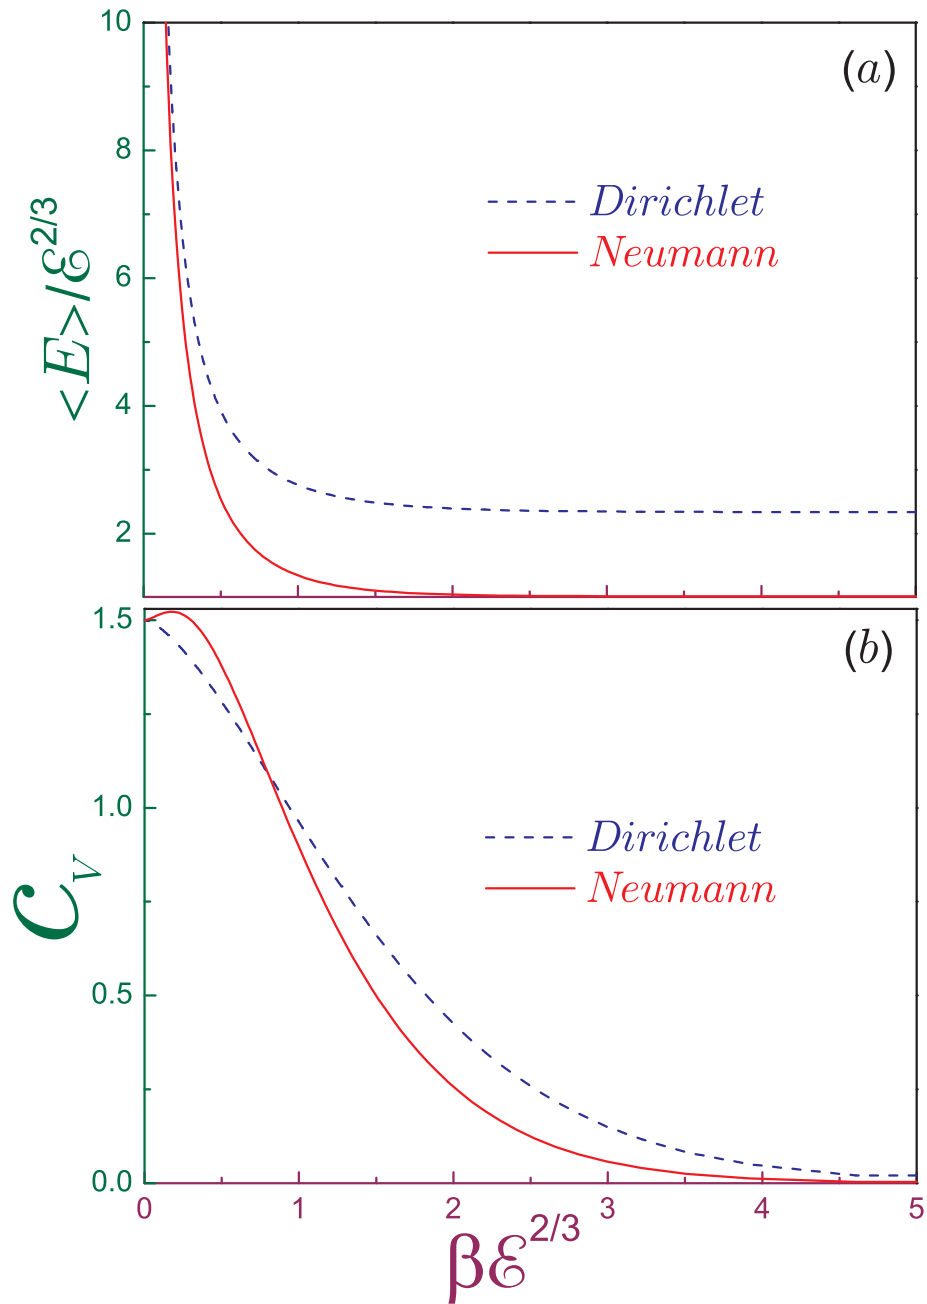 10
(a)
8
Dirichlet
Neumann
6
<E>/ℰ^2/3
4
2
1.5
(b)
1.0
Dirichlet
Neumann
C_V
0.5
0.0
0 1 2 3 4 5
βℰ^2/3